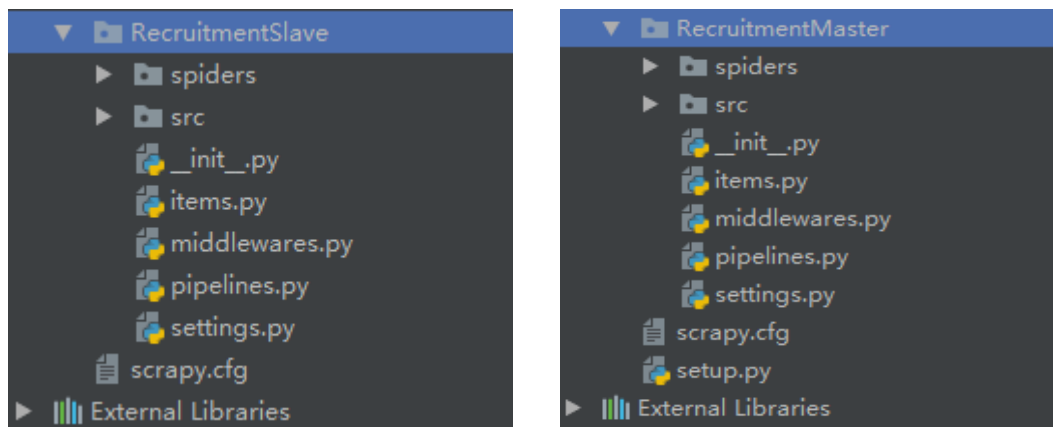 RecruitmentSlave
spiders
src
__init__.py
items.py
middlewares.py
pipelines.py
settings.py
scrapy.cfg
External Libraries
RecruitmentMaster
spiders
src
__init__.py
items.py
middlewares.py
pipelines.py
settings.py
scrapy.cfg
setup.py
External Libraries